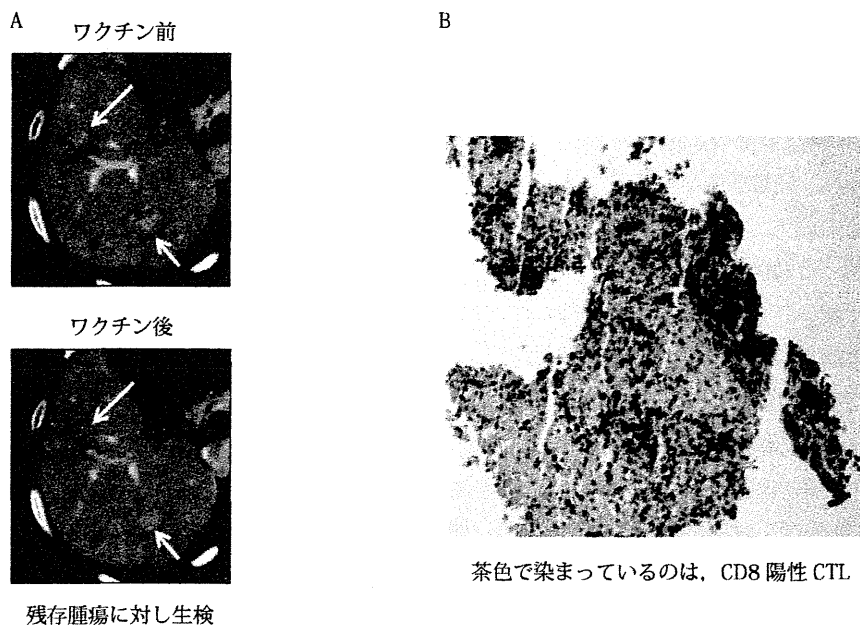 A
ワクチン前
ワクチン後
残存腫瘍に対し生検
B
茶色で染まっているのは，CD8 陽性 CTL